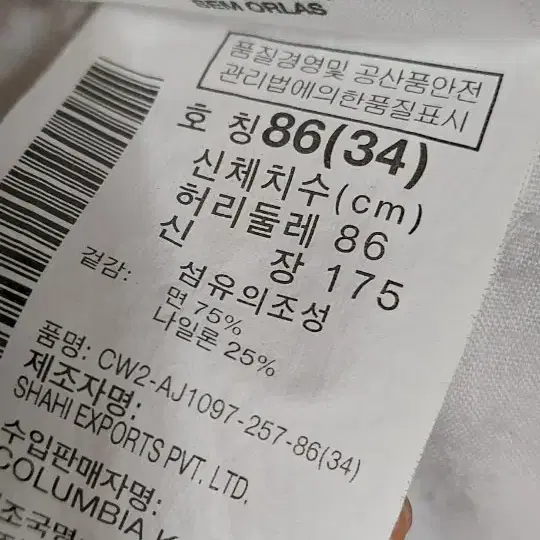 SEM ORLAS
품질경영및 공산품안전
관리법에의한품질표시
호 칭 86(34)
신체치수(cm)
허리둘레 86
신 장 175
섬유의조성
겉감: 면 75%
나일론 25%
품명: CW2-AJ1097-257-86(34)
제조자명:
SHAHI EXPORTS PVT. LTD.
수입판매자명:
COLUMBIA
조국명